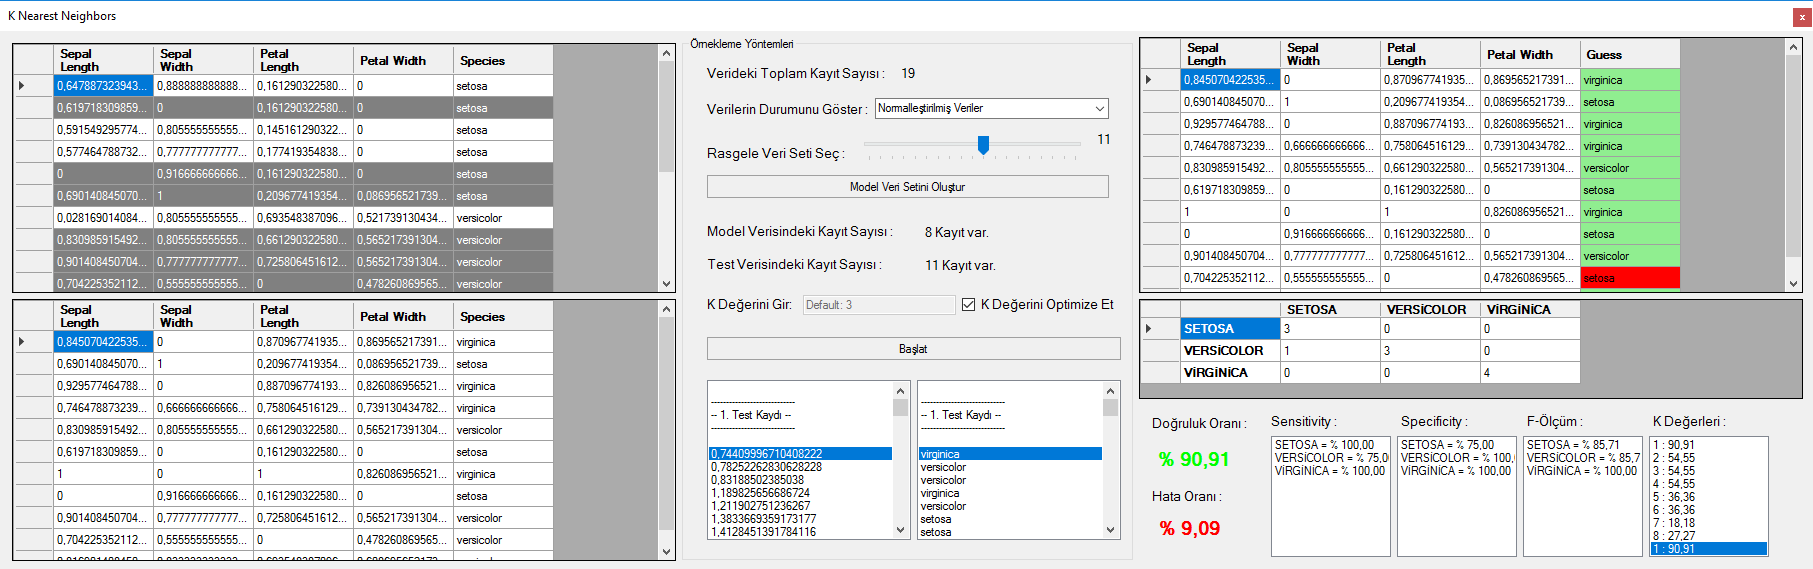 K Nearest Neighbors
x
Sepal Length Sepal Width Petal Length Petal Width Species
0,647887323943... 0,888888888888... 0,161290322580... 0 setosa
0,619718309859... 0 0,161290322580... 0 setosa
0,591549295774... 0,805555555555... 0,145161290322... 0 setosa
0,577464788732... 0,777777777777... 0,177419354838... 0 setosa
0 0,916666666666... 0,161290322580... 0 setosa
0,690140845070... 1 0,209677419354... 0,086956521739... setosa
0,028169014084... 0,805555555555... 0,693548387096... 0,521739130434... versicolor
0,830985915492... 0,805555555555... 0,661290322580... 0,565217391304... versicolor
0,901408450704... 0,777777777777... 0,725806451612... 0,565217391304... versicolor
0,704225352112... 0,555555555555... 0 0,478260869565... versicolor
Sepal Length Sepal Width Petal Length Petal Width Species
0,845070422535... 0 0,870967741935... 0,869565217391... virginica
0,690140845070... 1 0,209677419354... 0,086956521739... setosa
0,929577464788... 0 0,887096774193... 0,826086956521... virginica
0,746478873239... 0,666666666666... 0,758064516129... 0,739130434782... virginica
0,830985915492... 0,805555555555... 0,661290322580... 0,565217391304... versicolor
0,619718309859... 0 0,161290322580... 0 setosa
1 0 1 0,826086956521... virginica
0 0,916666666666... 0,161290322580... 0 setosa
0,901408450704... 0,777777777777... 0,725806451612... 0,565217391304... versicolor
0,704225352112... 0,555555555555... 0 0,478260869565... versicolor
Örnekleme Yöntemleri
Verideki Toplam Kayıt Sayısı : 19
Verilerin Durumunu Göster : Normalleştirilmiş Veriler
Rasgele Veri Seti Seç : 11
Model Veri Setini Oluştur
Model Verisindeki Kayıt Sayısı : 8 Kayıt var.
Test Verisindeki Kayıt Sayısı : 11 Kayıt var.
K Değerini Gir: Default: 3 K Değerini Optimize Et
Başlat
----------------------------
-- 1. Test Kaydı --
----------------------------
0,74409996710408222
0,78252262830628228
0,83188502385038
1,189825656686724
1,211902751236267
1,3833669359173177
1,4128451391784116
----------------------------
-- 1. Test Kaydı --
----------------------------
virginica
versicolor
versicolor
virginica
versicolor
setosa
setosa
Sepal Length Sepal Width Petal Length Petal Width Guess
0,845070422535... 0 0,870967741935... 0,869565217391... virginica
0,690140845070... 1 0,209677419354... 0,086956521739... setosa
0,929577464788... 0 0,887096774193... 0,826086956521... virginica
0,746478873239... 0,666666666666... 0,758064516129... 0,739130434782... virginica
0,830985915492... 0,805555555555... 0,661290322580... 0,565217391304... versicolor
0,619718309859... 0 0,161290322580... 0 setosa
1 0 1 0,826086956521... virginica
0 0,916666666666... 0,161290322580... 0 setosa
0,901408450704... 0,777777777777... 0,725806451612... 0,565217391304... versicolor
0,704225352112... 0,555555555555... 0 0,478260869565... setosa
SETOSA VERSİCOLOR VİRGİNİCA
SETOSA 3 0 0
VERSİCOLOR 1 3 0
VİRGİNİCA 0 0 4
Doğruluk Oranı :
% 90,91
Hata Oranı :
% 9,09
Sensitivity :
SETOSA = % 100,00
VERSİCOLOR = % 75,00
VİRGİNİCA = % 100,00
Specificity :
SETOSA = % 75,00
VERSİCOLOR = % 100,
VİRGİNİCA = % 100,00
F-Ölçüm :
SETOSA = % 85,71
VERSİCOLOR = % 85,7
VİRGİNİCA = % 100,00
K Değerleri :
1 : 90,91
2 : 54,55
3 : 54,55
4 : 54,55
5 : 36,36
6 : 36,36
7 : 18,18
8 : 27,27
1 : 90,91